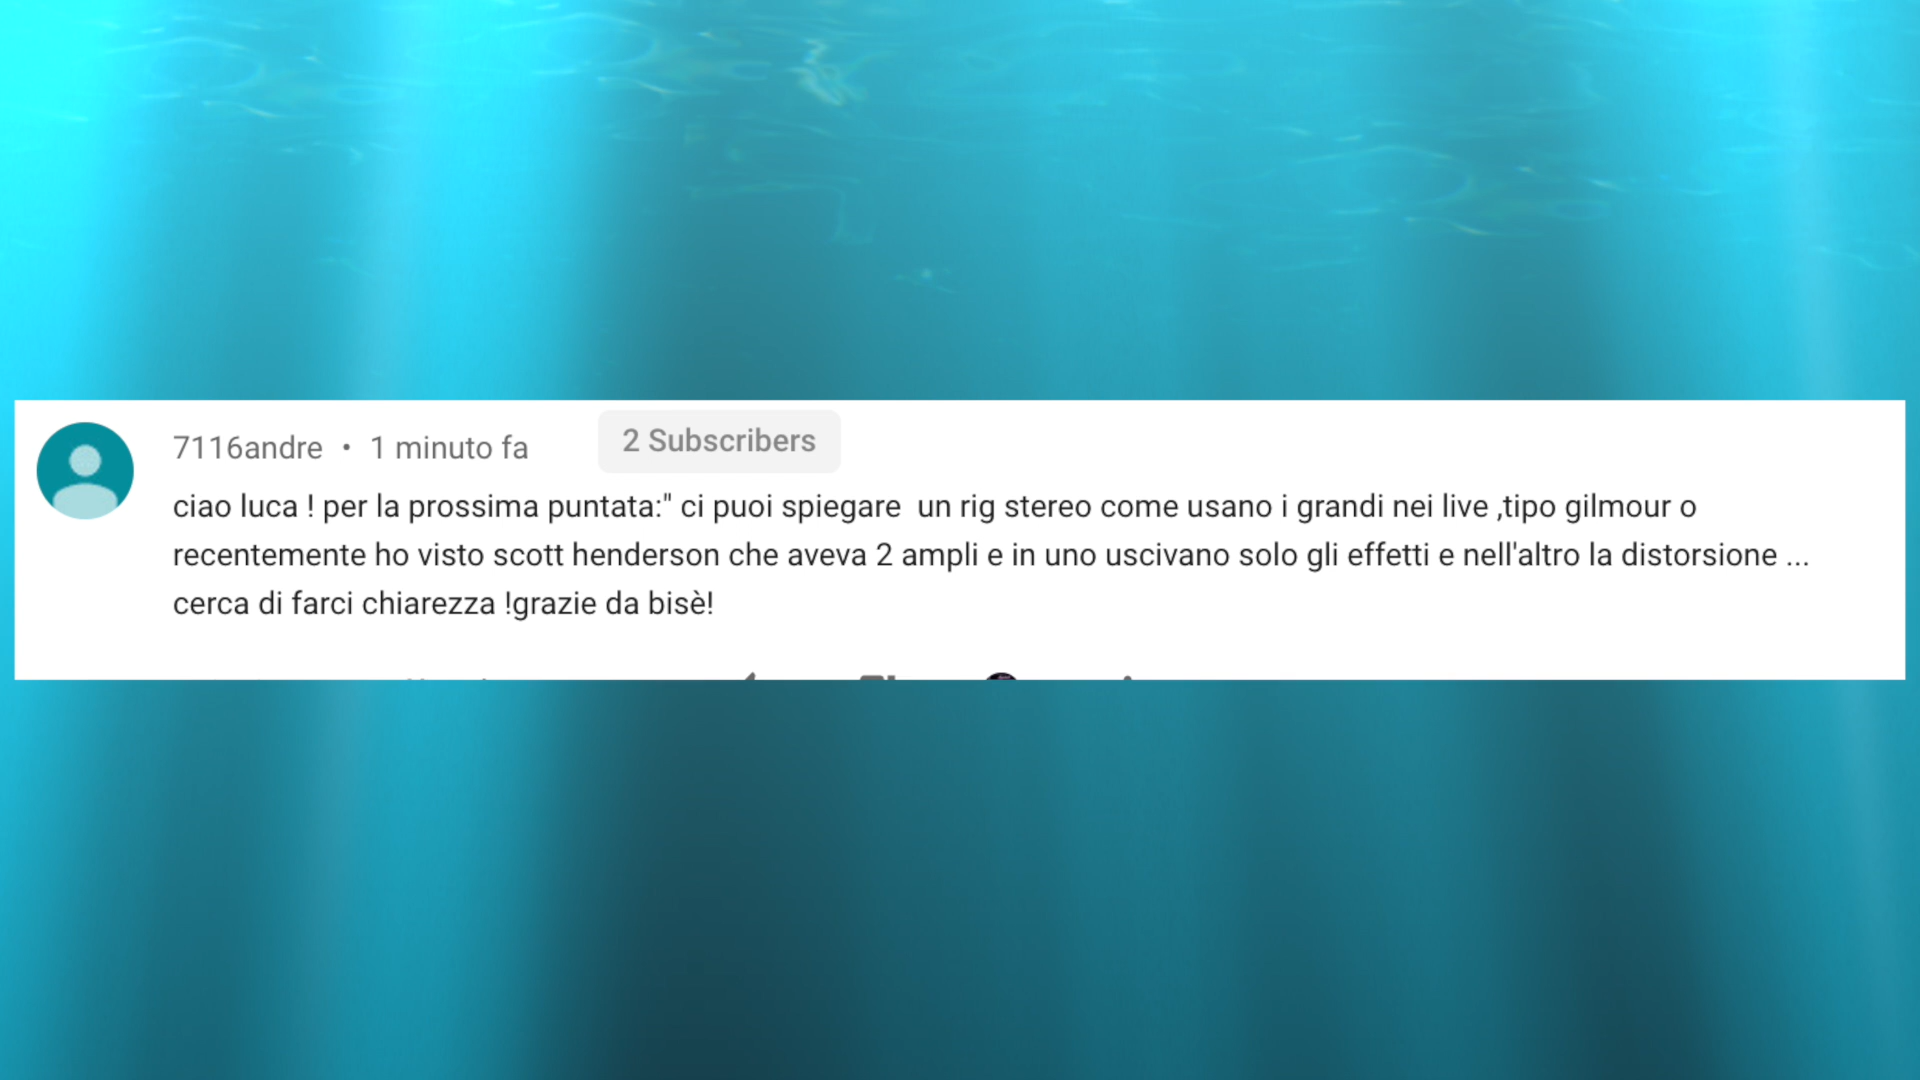 7116andre • 1 minuto fa 2 Subscribers
ciao luca ! per la prossima puntata:" ci puoi spiegare  un rig stereo come usano i grandi nei live ,tipo gilmour o
recentemente ho visto scott henderson che aveva 2 ampli e in uno uscivano solo gli effetti e nell'altro la distorsione ...
cerca di farci chiarezza !grazie da bisè!